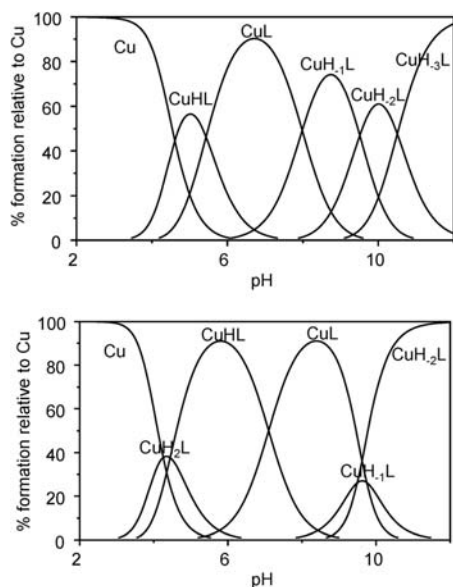 100
80
60
40
20
0
% formation relative to Cu
Cu
CuHL
CuL
CuH₋₁L
CuH₋₂L
CuH₋₃L
2 6 10
pH
100
80
60
40
20
0
% formation relative to Cu
Cu
CuH₂L
CuHL
CuL
CuH₋₁L
CuH₋₂L
2 6 10
pH